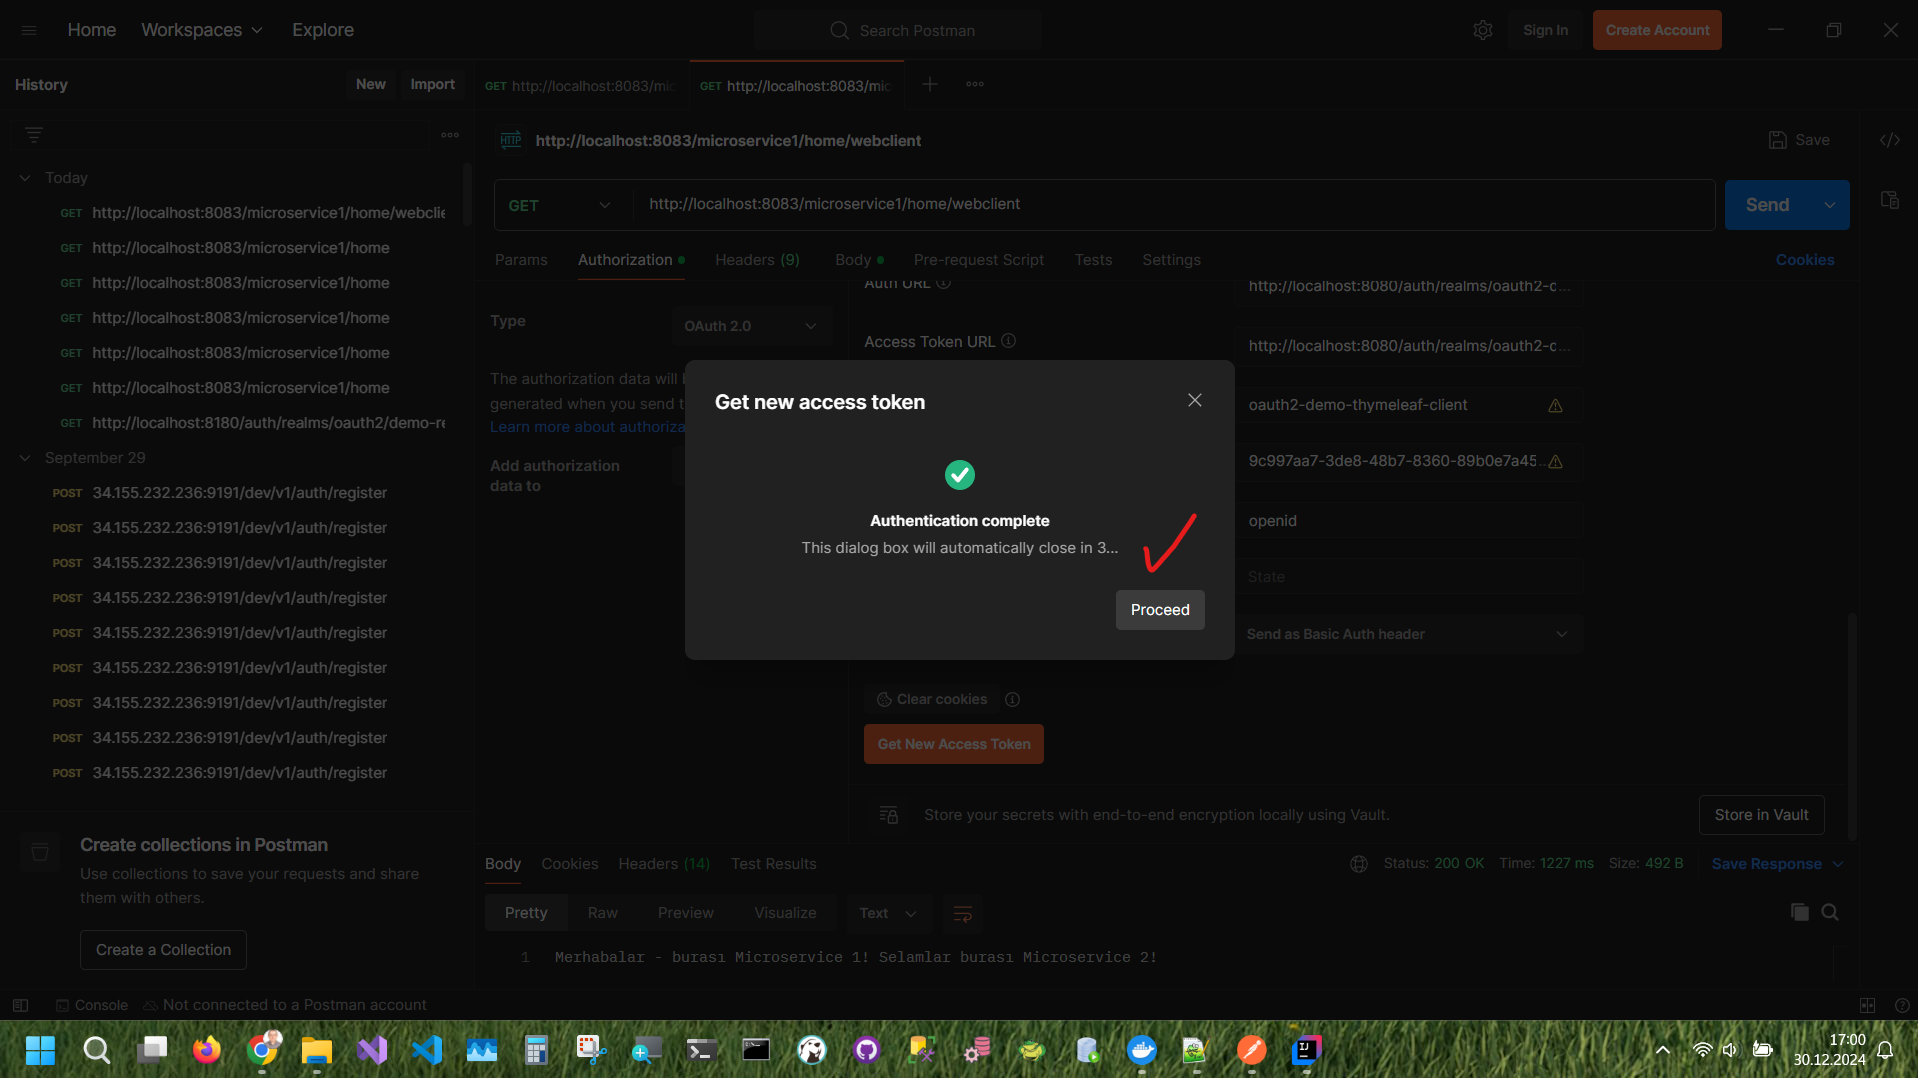 Home Workspaces Explore
Search Postman
Sign In Create Account
History New Import
GET http://localhost:8083/mic
GET http://localhost:8083/mic
HTTP http://localhost:8083/microservice1/home/webclient
Save
Today
GET http://localhost:8083/microservice1/home/webclie
GET http://localhost:8083/microservice1/home
GET http://localhost:8083/microservice1/home
GET http://localhost:8083/microservice1/home
GET http://localhost:8083/microservice1/home
GET http://localhost:8083/microservice1/home
GET http://localhost:8180/auth/realms/oauth2/demo-re
September 29
POST 34.155.232.236:9191/dev/v1/auth/register
POST 34.155.232.236:9191/dev/v1/auth/register
POST 34.155.232.236:9191/dev/v1/auth/register
POST 34.155.232.236:9191/dev/v1/auth/register
POST 34.155.232.236:9191/dev/v1/auth/register
POST 34.155.232.236:9191/dev/v1/auth/register
POST 34.155.232.236:9191/dev/v1/auth/register
POST 34.155.232.236:9191/dev/v1/auth/register
POST 34.155.232.236:9191/dev/v1/auth/register
Create collections in Postman
Use collections to save your requests and share
them with others.
Create a Collection
GET http://localhost:8083/microservice1/home/webclient
Send
Params Authorization Headers (9) Body Pre-request Script Tests Settings
Cookies
Type OAuth 2.0
The authorization data will
generated when you send t
Learn more about authoriza
Add authorization
data to
Auth URL http://localhost:8080/auth/realms/oauth2-c...
Access Token URL http://localhost:8080/auth/realms/oauth2-c...
oauth2-demo-thymeleaf-client
9c997aa7-3de8-48b7-8360-89b0e7a45...
openid
State
Send as Basic Auth header
Get new access token
Authentication complete
This dialog box will automatically close in 3...
Proceed
Clear cookies
Get New Access Token
Store your secrets with end-to-end encryption locally using Vault.
Store in Vault
Body Cookies Headers (14) Test Results
Status: 200 OK Time: 1227 ms Size: 492 B Save Response
Pretty Raw Preview Visualize Text
1 Merhabalar - burası Microservice 1! Selamlar burası Microservice 2!
Console Not connected to a Postman account
17:00
30.12.2024